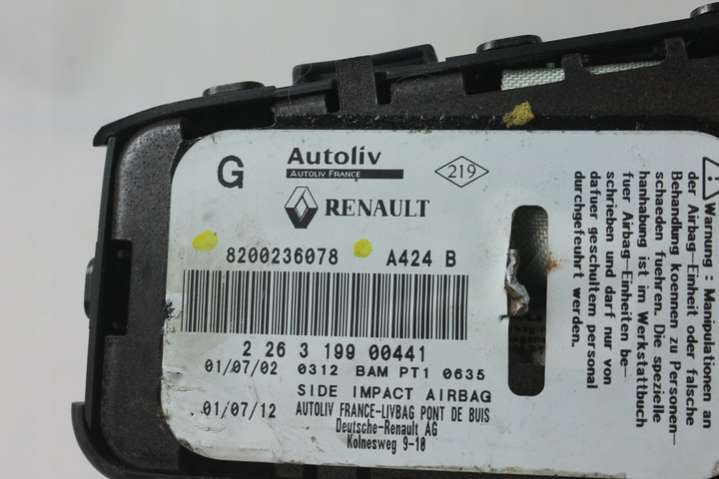 G
Autoliv
AUTOLIV FRANCE
219
RENAULT
8200236078 A424 B
2 26 3 199 00441
01/07/02 0312 BAM PT1 0635
SIDE IMPACT AIRBAG
01/07/12 AUTOLIV FRANCE-LIVBAG PONT DE BUIS
Deutsche-Renault AG
Kolnesweg 9-10
Warnung : Manipulationen an
der Airbag-Einheit oder falsche
Behandlung koennen zu Personen-
schaeden fuehren. Die spezielle
hanhabung ist im Werkstattbuch
fuer Airbag-Einheiten be-
schrieben und darf nur von
dafuer geschultem personal
durchgefeuhrt werden.